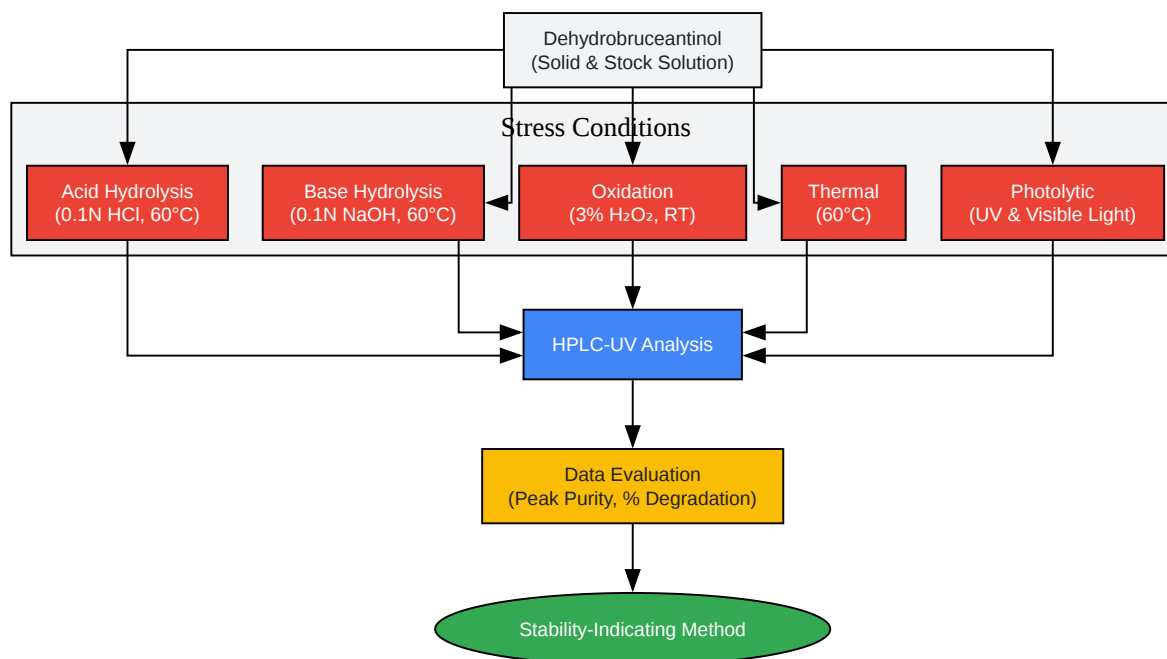 Dehydrobruceantinol
(Solid & Stock Solution)
Stress Conditions
Acid Hydrolysis
(0.1N HCl, 60°C)
Base Hydrolysis
(0.1N NaOH, 60°C)
Oxidation
(3% H₂O₂, RT)
Thermal
(60°C)
Photolytic
(UV & Visible Light)
HPLC-UV Analysis
Data Evaluation
(Peak Purity, % Degradation)
Stability-Indicating Method